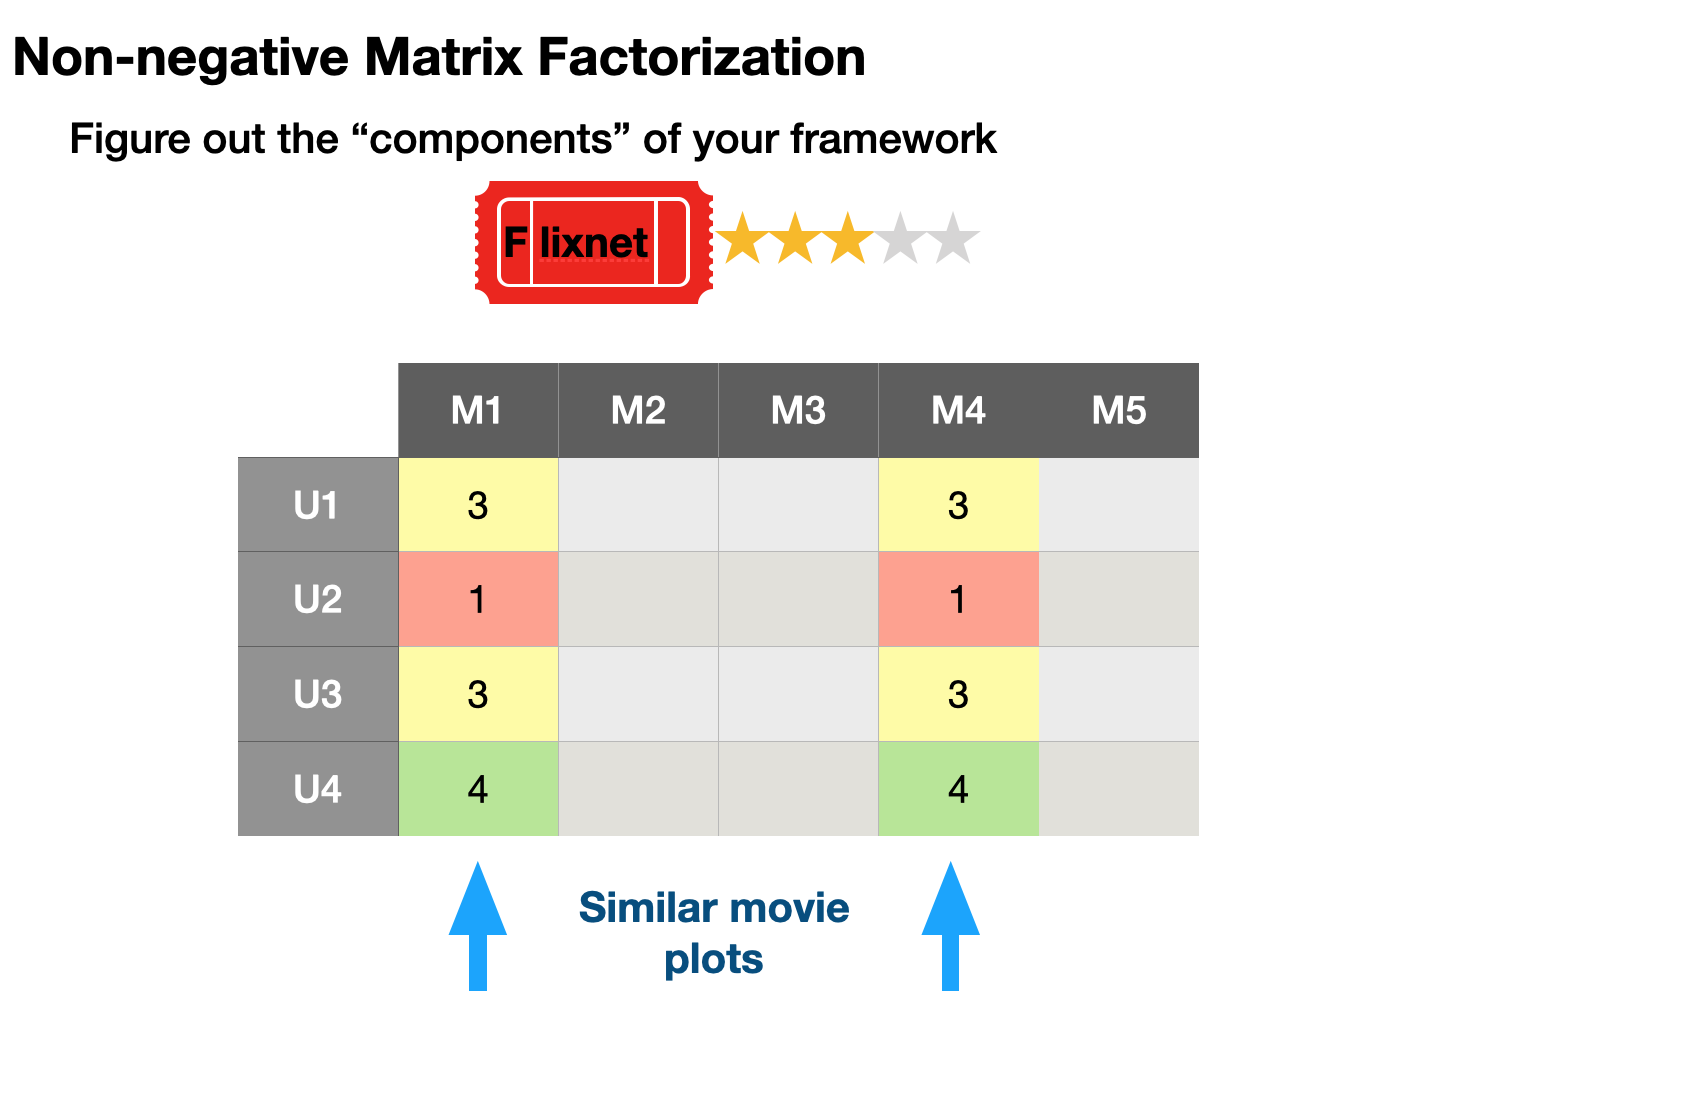 Non-negative Matrix Factorization
Figure out the “components” of your framework
F lixnet
M1 M2 M3 M4 M5
U1 3 3
U2 1 1
U3 3 3
U4 4 4
Similar movie
plots